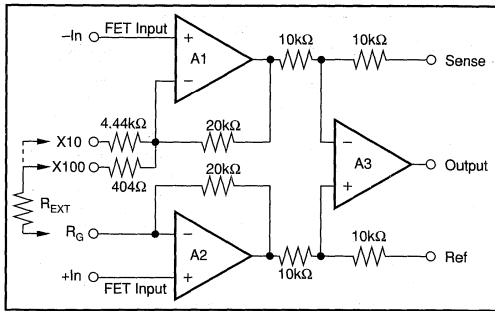 10kΩ 10kΩ
–In FET Input + A1 – Sense
4.44kΩ 20kΩ
X10
X100
404Ω 20kΩ – A3 + Output
R_EXT
R_G – A2 +
10kΩ 10kΩ Ref
+In
FET Input